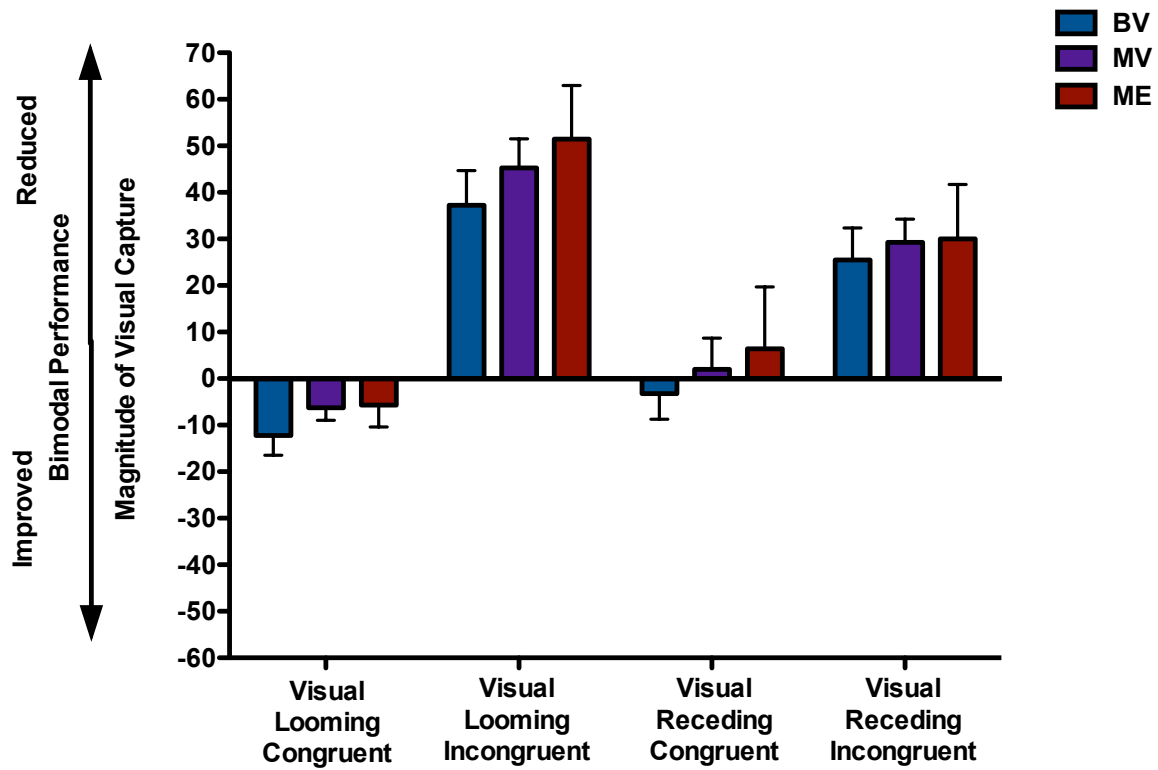 BV
MV
ME
Reduced
Improved
Bimodal Performance
Magnitude of Visual Capture
70
60
50
40
30
20
10
0
-10
-20
-30
-40
-50
-60
Visual
Looming
Congruent
Visual
Looming
Incongruent
Visual
Receding
Congruent
Visual
Receding
Incongruent